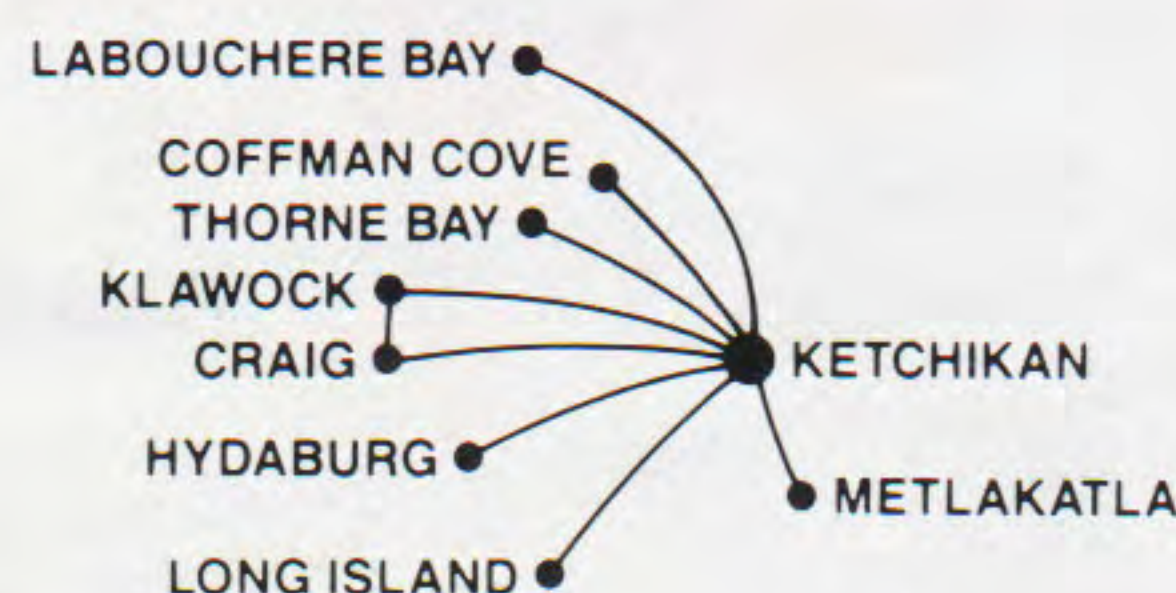 LABOUCHERE BAY
COFFMAN COVE
THORNE BAY
KLAWOCK
CRAIG
KETCHIKAN
HYDABURG
METLAKATLA
LONG ISLAND